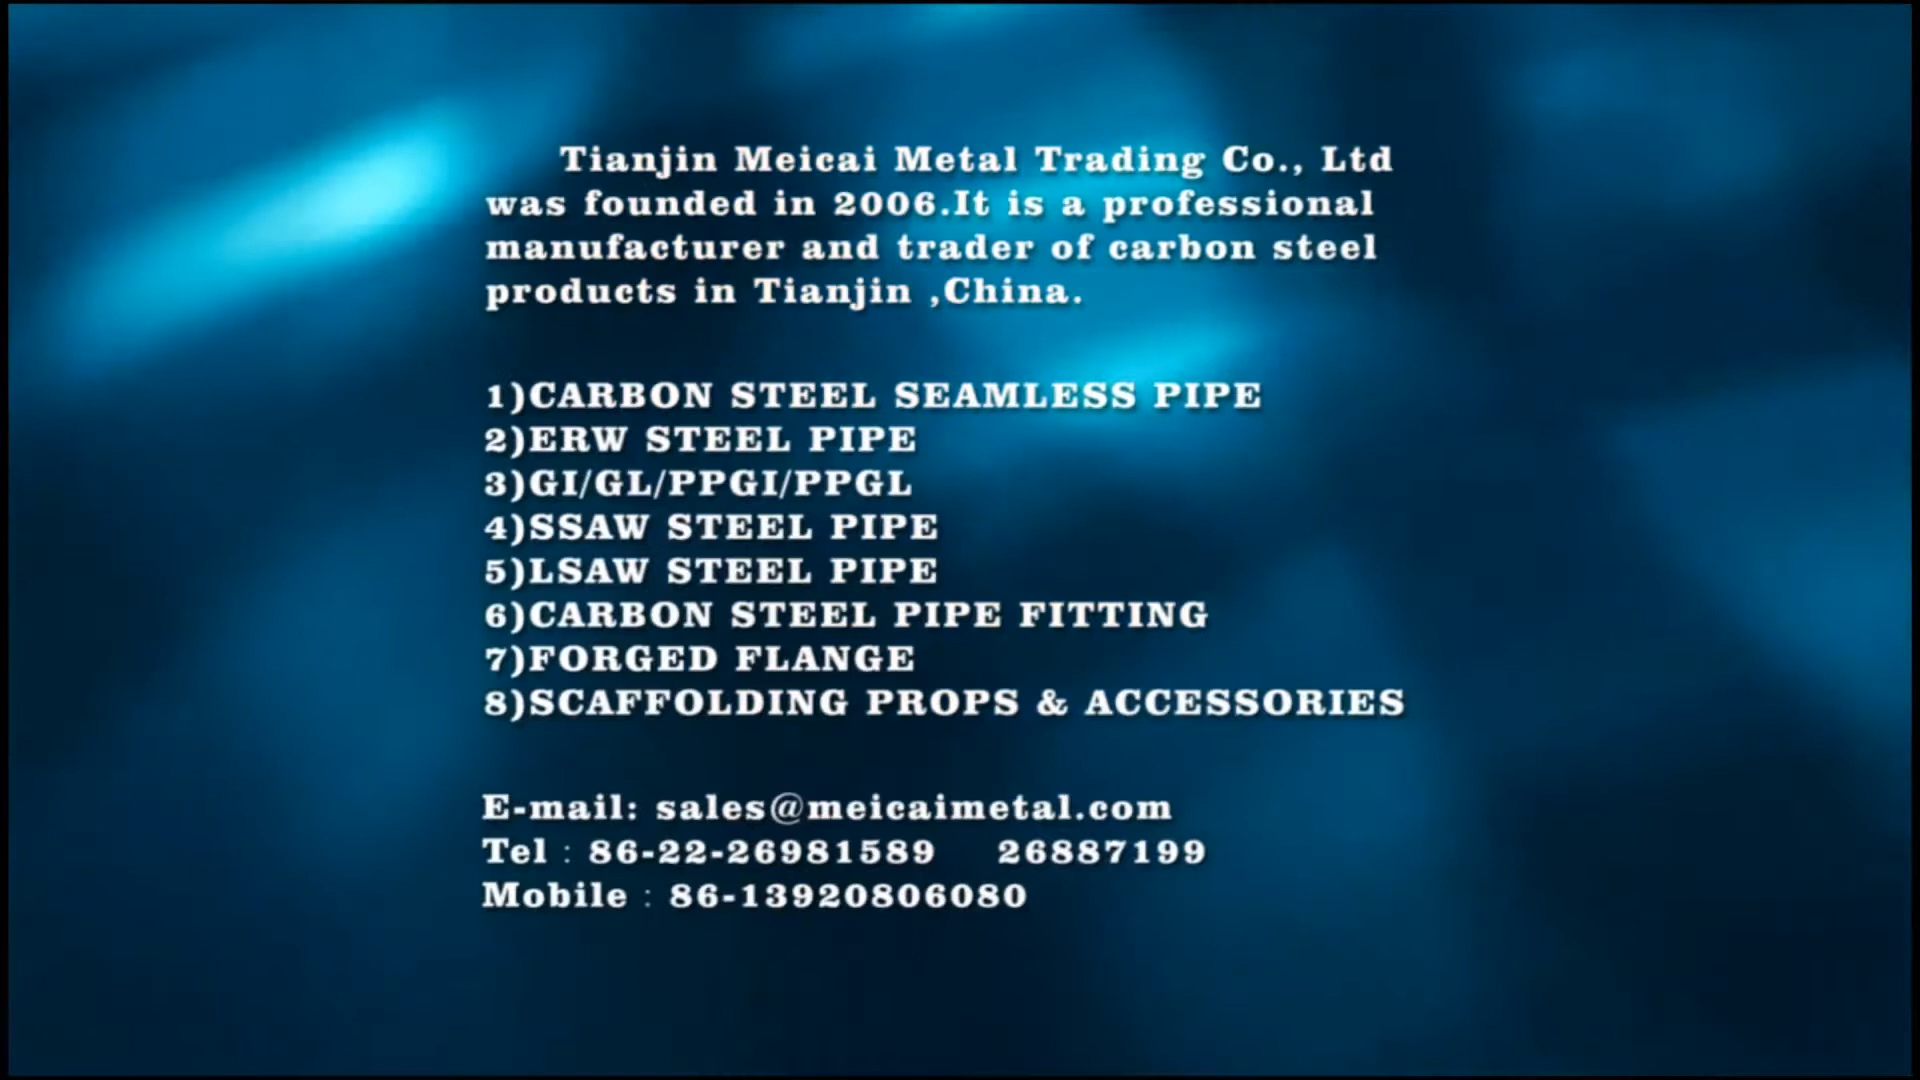 Tianjin Meicai Metal Trading Co., Ltd
was founded in 2006.It is a professional
manufacturer and trader of carbon steel
products in Tianjin ,China.
1)CARBON STEEL SEAMLESS PIPE
2)ERW STEEL PIPE
3)GI/GL/PPGI/PPGL
4)SSAW STEEL PIPE
5)LSAW STEEL PIPE
6)CARBON STEEL PIPE FITTING
7)FORGED FLANGE
8)SCAFFOLDING PROPS & ACCESSORIES
E-mail: sales@meicaimetal.com
Tel : 86-22-26981589 26887199
Mobile : 86-13920806080